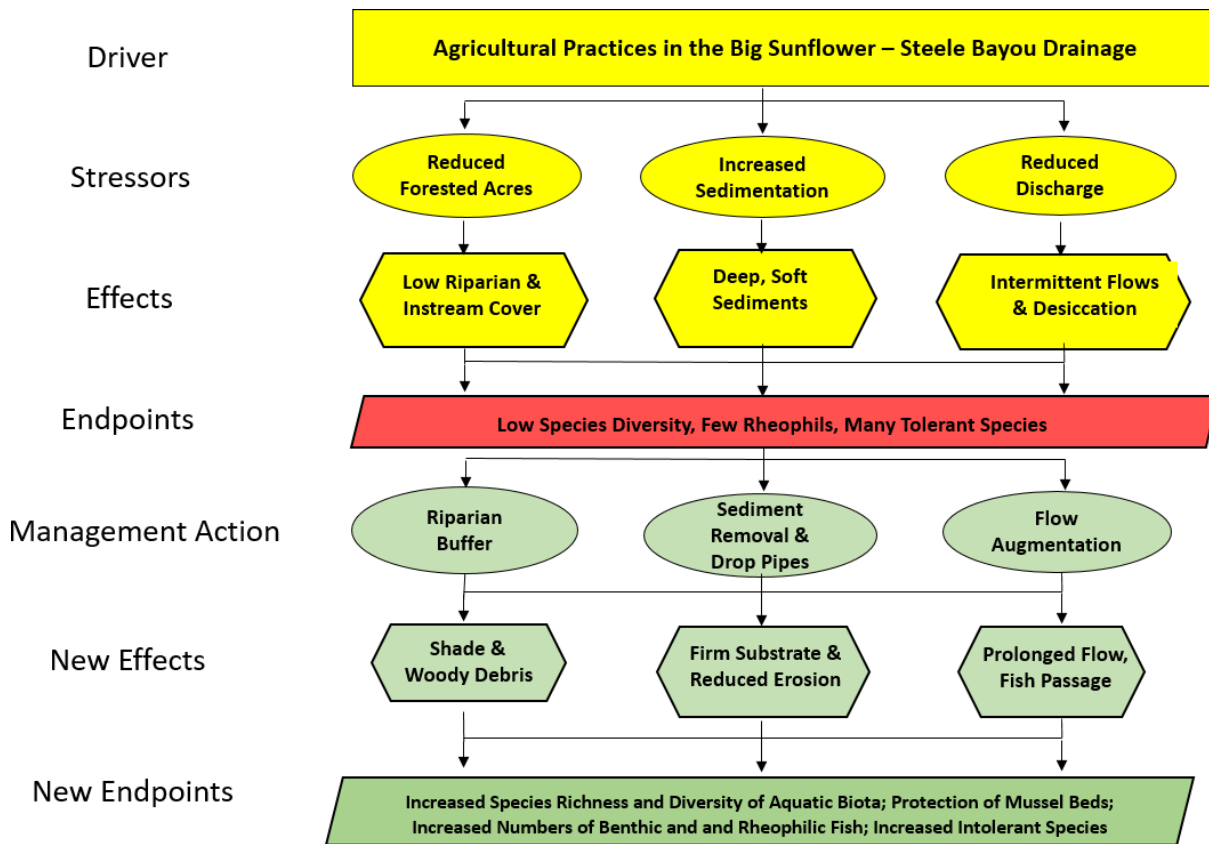 Driver
Agricultural Practices in the Big Sunflower – Steele Bayou Drainage
Stressors
Reduced
Forested Acres
Increased
Sedimentation
Reduced
Discharge
Effects
Low Riparian &
Instream Cover
Deep, Soft
Sediments
Intermittent Flows
& Desiccation
Endpoints
Low Species Diversity, Few Rheophils, Many Tolerant Species
Management Action
Riparian
Buffer
Sediment
Removal &
Drop Pipes
Flow
Augmentation
New Effects
Shade &
Woody Debris
Firm Substrate &
Reduced Erosion
Prolonged Flow,
Fish Passage
New Endpoints
Increased Species Richness and Diversity of Aquatic Biota; Protection of Mussel Beds;
Increased Numbers of Benthic and and Rheophilic Fish; Increased Intolerant Species